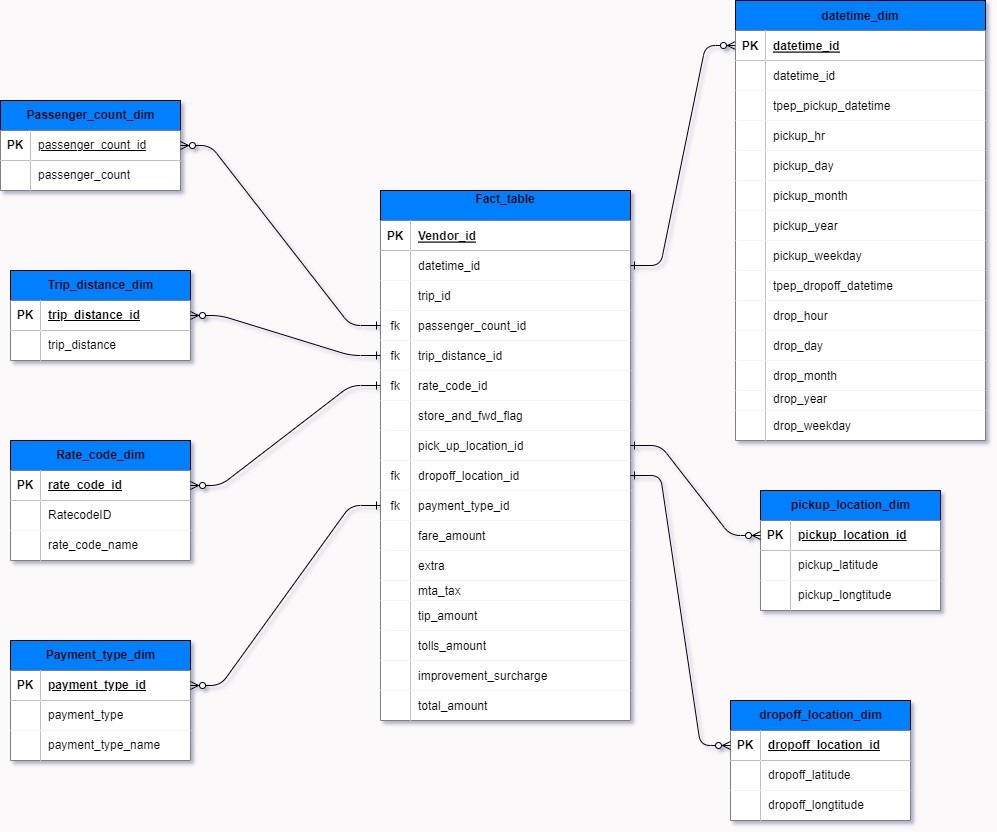 datetime_dim
PK datetime_id
datetime_id
tpep_pickup_datetime
pickup_hr
pickup_day
pickup_month
pickup_year
pickup_weekday
tpep_dropoff_datetime
drop_hour
drop_day
drop_month
drop_year
drop_weekday
Passenger_count_dim
PK passenger_count_id
passenger_count
Trip_distance_dim
PK trip_distance_id
trip_distance
Rate_code_dim
PK rate_code_id
RatecodeID
rate_code_name
Payment_type_dim
PK payment_type_id
payment_type
payment_type_name
Fact_table
PK Vendor_id
datetime_id
trip_id
fk passenger_count_id
fk trip_distance_id
fk rate_code_id
store_and_fwd_flag
pick_up_location_id
fk dropoff_location_id
fk payment_type_id
fare_amount
extra
mta_tax
tip_amount
tolls_amount
improvement_surcharge
total_amount
pickup_location_dim
PK pickup_location_id
pickup_latitude
pickup_longtitude
dropoff_location_dim
PK dropoff_location_id
dropoff_latitude
dropoff_longtitude